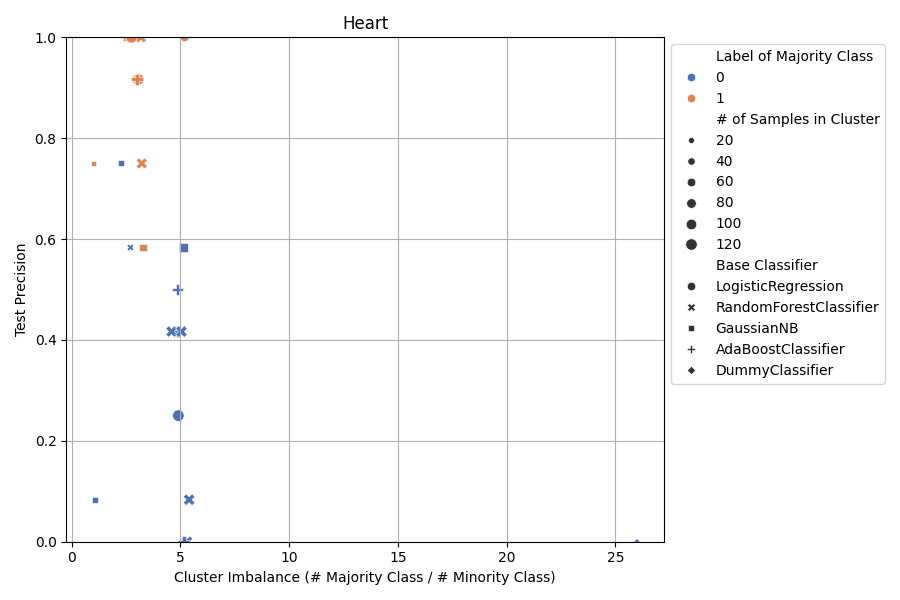 Heart
1.0
0.8
0.6
0.4
0.2
0.0
Test Precision
0
5
10
15
20
25
Cluster Imbalance (# Majority Class / # Minority Class)
Label of Majority Class
0
1
# of Samples in Cluster
20
40
60
80
100
120
Base Classifier
LogisticRegression
RandomForestClassifier
GaussianNB
AdaBoostClassifier
DummyClassifier